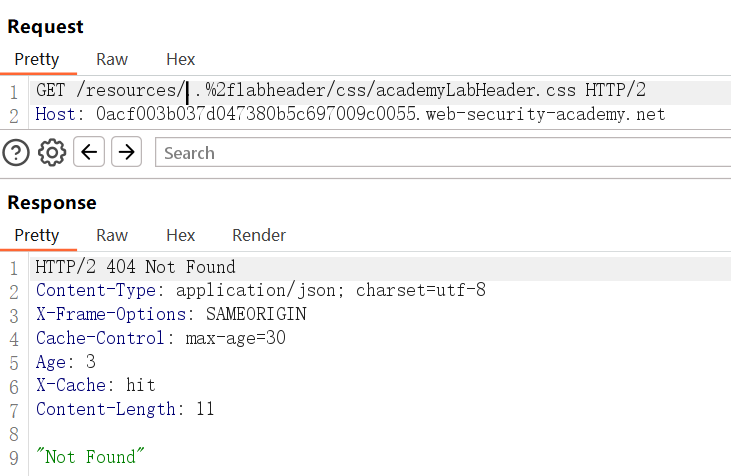 Request
Pretty Raw Hex
1 GET /resources/..%2flabheader/css/academyLabHeader.css HTTP/2
2 Host: 0acf003b037d047380b5c697009c0055.web-security-academy.net
Search
Response
Pretty Raw Hex Render
1 HTTP/2 404 Not Found
2 Content-Type: application/json; charset=utf-8
3 X-Frame-Options: SAMEORIGIN
4 Cache-Control: max-age=30
5 Age: 3
6 X-Cache: hit
7 Content-Length: 11
8
9 "Not Found"